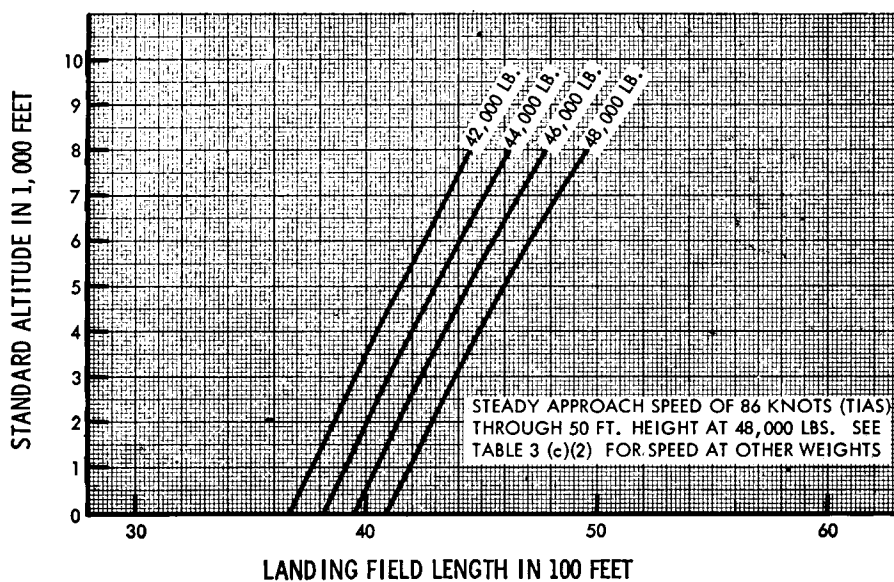 STANDARD ALTITUDE IN 1,000 FEET
10
9
8
7
6
5
4
3
2
1
0
42,000 LB.
44,000 LB.
46,000 LB.
48,000 LB.
STEADY APPROACH SPEED OF 86 KNOTS (TIAS)
THROUGH 50 FT. HEIGHT AT 48,000 LBS. SEE
TABLE 3 (c)(2) FOR SPEED AT OTHER WEIGHTS
30
40
50
60
LANDING FIELD LENGTH IN 100 FEET